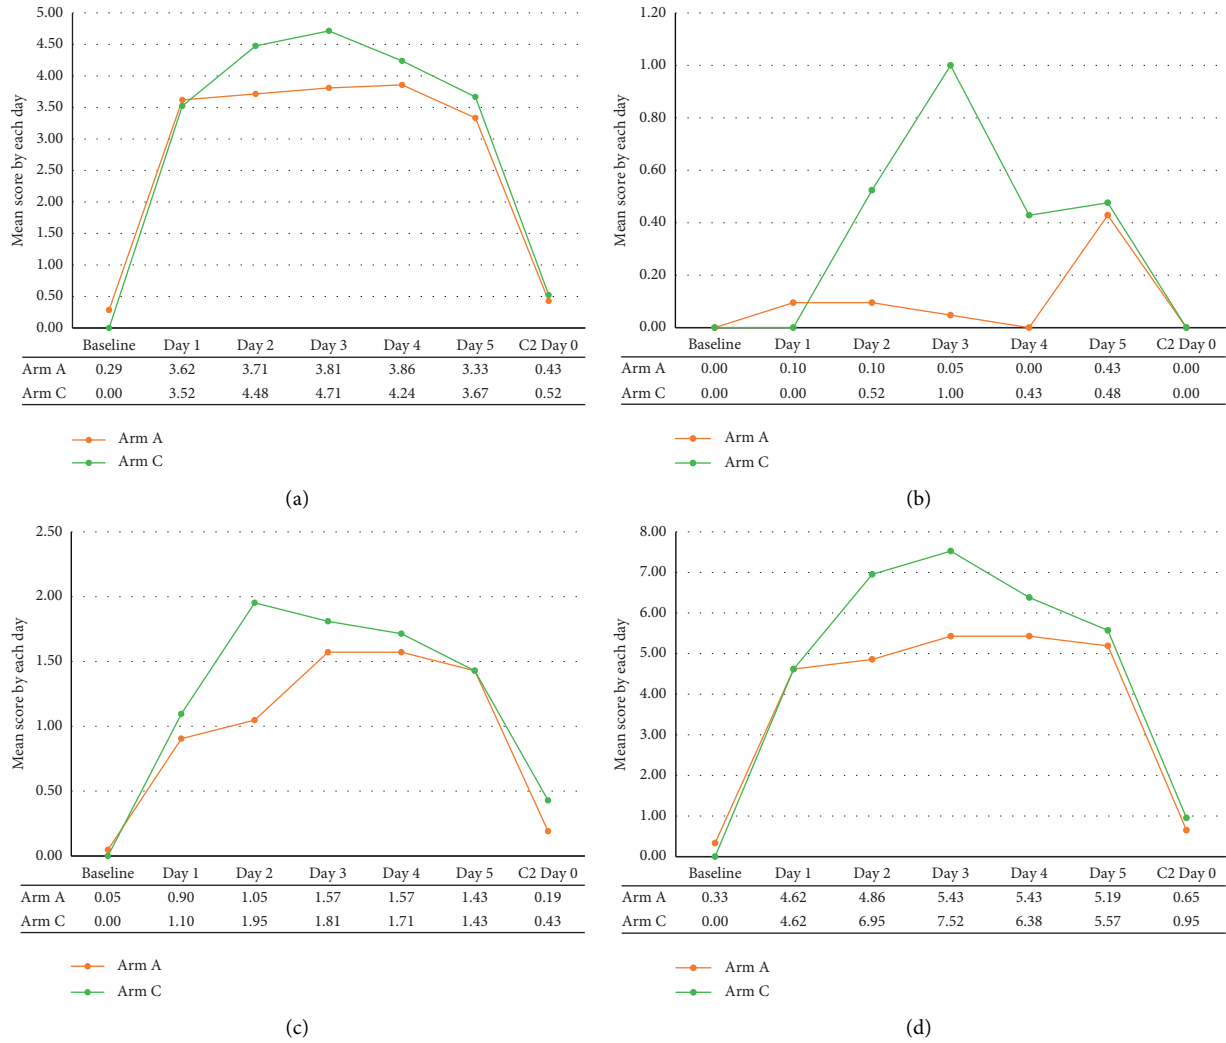 Mean score by each day
5.00
4.50
4.00
3.50
3.00
2.50
2.00
1.50
1.00
0.50
0.00
Baseline Day 1 Day 2 Day 3 Day 4 Day 5 C2 Day 0
Arm A 0.29 3.62 3.71 3.81 3.86 3.33 0.43
Arm C 0.00 3.52 4.48 4.71 4.24 3.67 0.52
Arm A
Arm C
(a)
Mean score by each day
1.20
1.00
0.80
0.60
0.40
0.20
0.00
Baseline Day 1 Day 2 Day 3 Day 4 Day 5 C2 Day 0
Arm A 0.00 0.10 0.10 0.05 0.00 0.43 0.00
Arm C 0.00 0.00 0.52 1.00 0.43 0.48 0.00
Arm A
Arm C
(b)
Mean score by each day
2.50
2.00
1.50
1.00
0.50
0.00
Baseline Day 1 Day 2 Day 3 Day 4 Day 5 C2 Day 0
Arm A 0.05 0.90 1.05 1.57 1.57 1.43 0.19
Arm C 0.00 1.10 1.95 1.81 1.71 1.43 0.43
Arm A
Arm C
(c)
Mean score by each day
8.00
7.00
6.00
5.00
4.00
3.00
2.00
1.00
0.00
Baseline Day 1 Day 2 Day 3 Day 4 Day 5 C2 Day 0
Arm A 0.33 4.62 4.86 5.43 5.43 5.19 0.65
Arm C 0.00 4.62 6.95 7.52 6.38 5.57 0.95
Arm A
Arm C
(d)